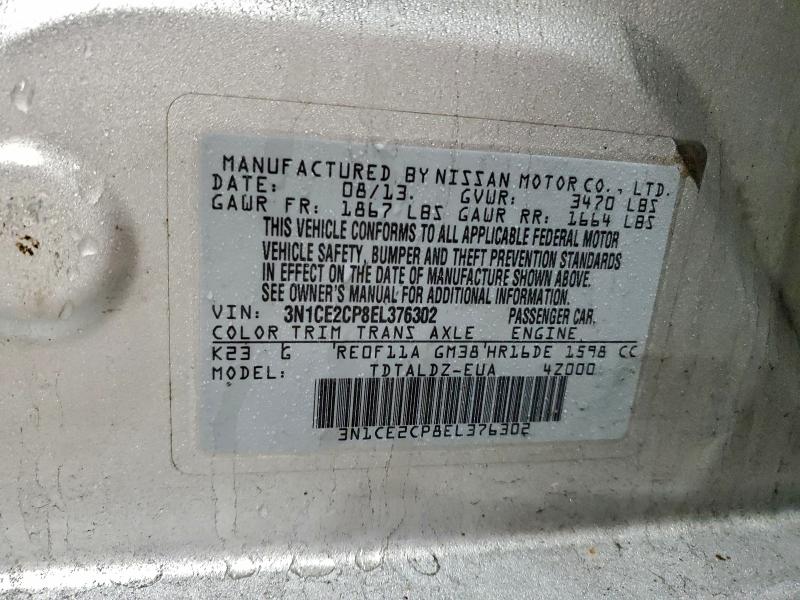 MANUFACTURED BY NISSAN MOTOR CO., LTD.
DATE: 08/13. GVWR: 3470 LBS
GAWR FR: 1867 LBS GAWR RR: 1664 LBS
THIS VEHICLE CONFORMS TO ALL APPLICABLE FEDERAL MOTOR
VEHICLE SAFETY, BUMPER AND THEFT PREVENTION STANDARDS
IN EFFECT ON THE DATE OF MANUFACTURE SHOWN ABOVE.
SEE OWNER'S MANUAL FOR ADDITIONAL INFORMATION.
VIN: 3N1CE2CP8EL376302 PASSENGER CAR.
COLOR TRIM TRANS AXLE ENGINE
K23 G 'RE0F11A GM38'HR16DE 1598 CC
MODEL: TDTALDZ-EUA 4Z000
3N1CE2CP8EL376302